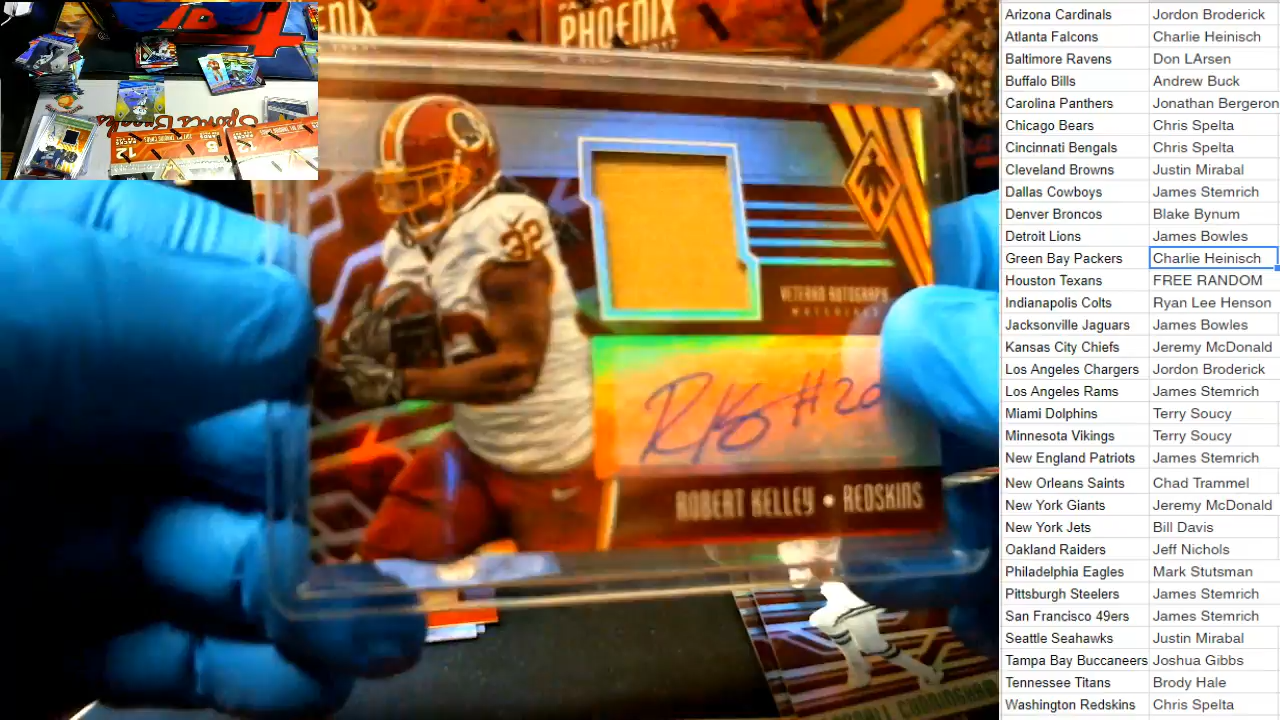 PHOENIX
2017
32
VETERAN AUTOGRAPH
MATERIALS
#20
ROBERT KELLEY • REDSKINS
Sports Breaks
12
Arizona Cardinals Jordon Broderick
Atlanta Falcons Charlie Heinisch
Baltimore Ravens Don LArsen
Buffalo Bills Andrew Buck
Carolina Panthers Jonathan Bergeron
Chicago Bears Chris Spelta
Cincinnati Bengals Chris Spelta
Cleveland Browns Justin Mirabal
Dallas Cowboys James Stemrich
Denver Broncos Blake Bynum
Detroit Lions James Bowles
Green Bay Packers Charlie Heinisch
Houston Texans FREE RANDOM
Indianapolis Colts Ryan Lee Henson
Jacksonville Jaguars James Bowles
Kansas City Chiefs Jeremy McDonald
Los Angeles Chargers Jordon Broderick
Los Angeles Rams James Stemrich
Miami Dolphins Terry Soucy
Minnesota Vikings Terry Soucy
New England Patriots James Stemrich
New Orleans Saints Chad Trammel
New York Giants Jeremy McDonald
New York Jets Bill Davis
Oakland Raiders Jeff Nichols
Philadelphia Eagles Mark Stutsman
Pittsburgh Steelers James Stemrich
San Francisco 49ers James Stemrich
Seattle Seahawks Justin Mirabal
Tampa Bay Buccaneers Joshua Gibbs
Tennessee Titans Brody Hale
Washington Redskins Chris Spelta